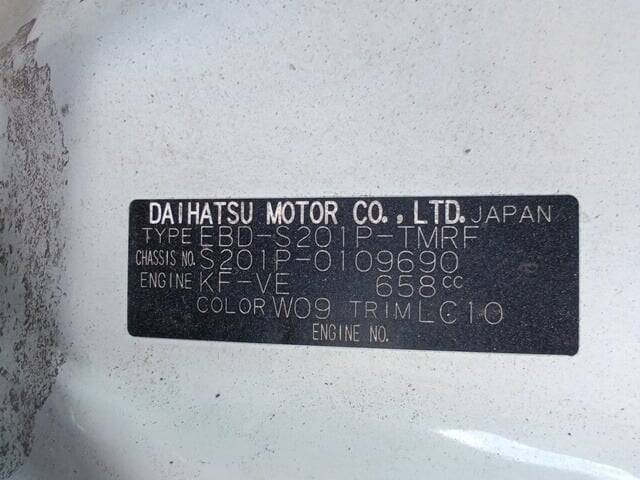 DAIHATSU MOTOR CO., LTD. JAPAN
TYPE EBD-S201P-TMRF
CHASSIS NO. S201P-0109690
ENGINE KF-VE 658cc
COLOR W09 TRIM LC10
ENGINE NO.